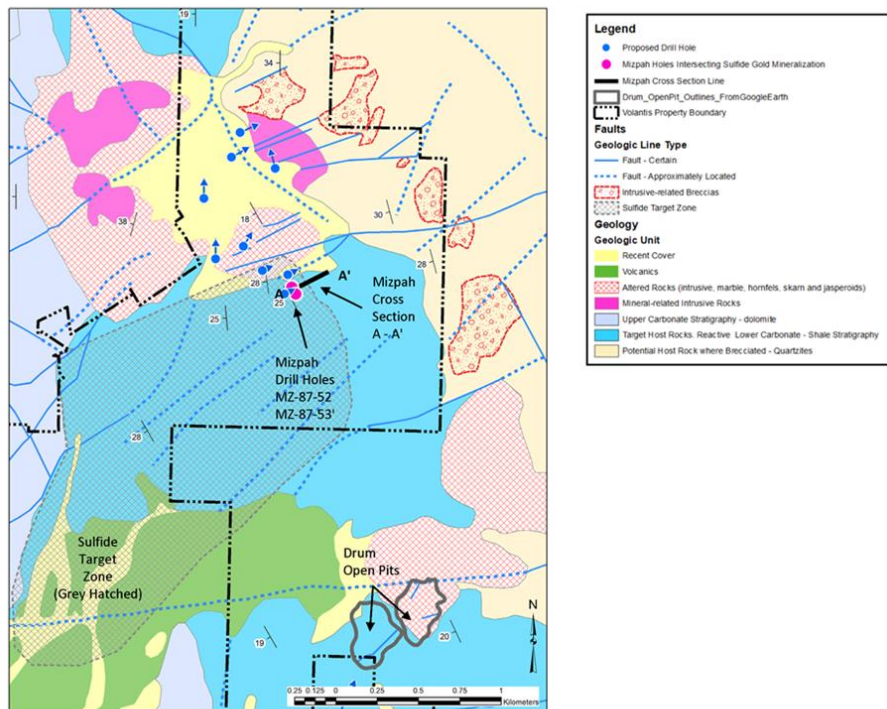 19
34
38
18
30
28
28
25
25
28
19
20
A
A'
Mizpah
Cross
Section
A - A'
Mizpah
Drill Holes
MZ-87-52
MZ-87-53'
Sulfide
Target
Zone
(Grey Hatched)
Drum
Open Pits
N
0.25 0.125 0 0.25 0.5 0.75 1
Kilometers
Legend
Proposed Drill Hole
Mizpah Holes Intersecting Sulfide Gold Mineralization
Mizpah Cross Section Line
Drum_OpenPit_Outlines_FromGoogleEarth
Volantis Property Boundary
Faults
Geologic Line Type
Fault - Certain
Fault - Approximately Located
Intrusive-related Breccias
Sulfide Target Zone
Geology
Geologic Unit
Recent Cover
Volcanics
Altered Rocks (intrusive, marble, hornfels, skarn and jasperoids)
Mineral-related Intrusive Rocks
Upper Carbonate Stratigraphy - dolomite
Target Host Rocks. Reactive Lower Carbonate - Shale Stratigraphy
Potential Host Rock where Brecciated - Quartzites